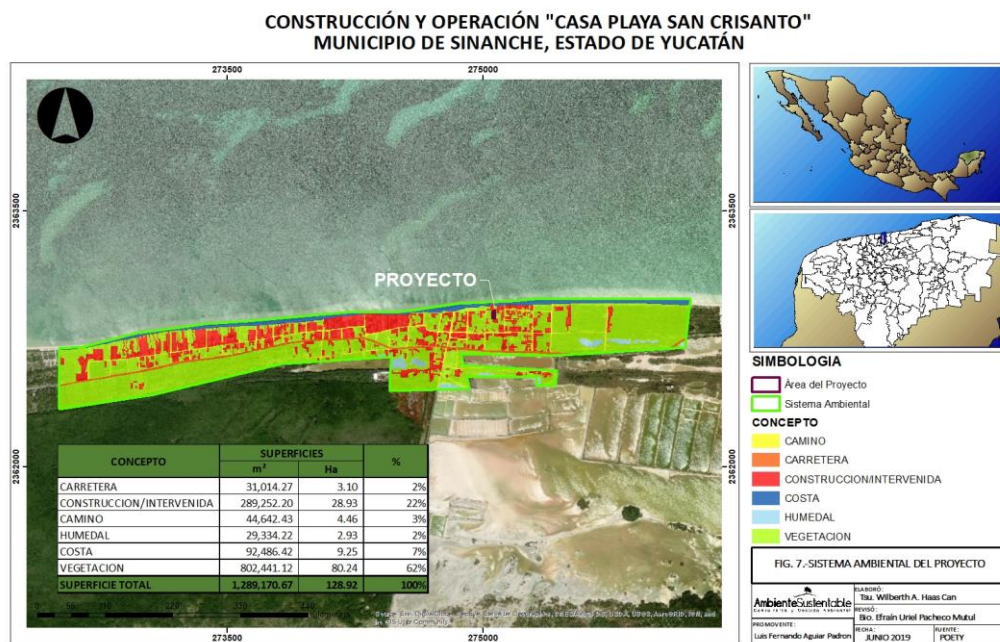 CONSTRUCCIÓN Y OPERACIÓN "CASA PLAYA SAN CRISANTO"
MUNICIPIO DE SINANCHE, ESTADO DE YUCATÁN
273500
275000
2363500
2363500
PROYECTO
2362000
2362000
CONCEPTO
SUPERFICIES
%
m²
Ha
CARRETERA 31,014.27 3.10 2%
CONSTRUCCION/INTERVENIDA 289,252.20 28.93 22%
CAMINO 44,642.43 4.46 3%
HUMEDAL 29,334.22 2.93 2%
COSTA 92,486.42 9.25 7%
VEGETACION 802,441.12 80.24 62%
SUPERFICIE TOTAL 1,289,170.67 128.92 100%
273500
275000
SIMBOLOGIA
Área del Proyecto
Sistema Ambiental
CONCEPTO
CAMINO
CARRETERA
CONSTRUCCION/INTERVENIDA
COSTA
HUMEDAL
VEGETACION
FIG. 7.-SISTEMA AMBIENTAL DEL PROYECTO
AmbienteSustentable
ELABORÓ:
Tsu. Wilberth A. Haas Can
REVISÓ:
Bio. Efraín Uriel Pacheco Mutul
PROMOVENTE:
Luis Fernando Aguiar Padron
FECHA:
JUNIO 2019
FUENTE:
POETY